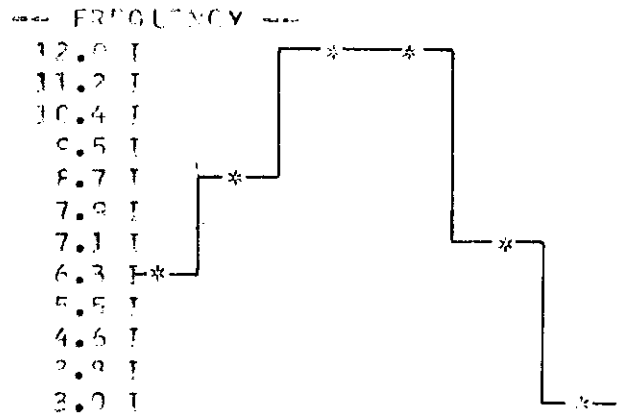 --- FREQUENCY ---
12.0 I * *
11.2 I
10.4 I
9.5 I
8.7 I *
7.9 I
7.1 I *
6.3 I *
5.5 I
4.6 I
3.8 I
3.0 I *